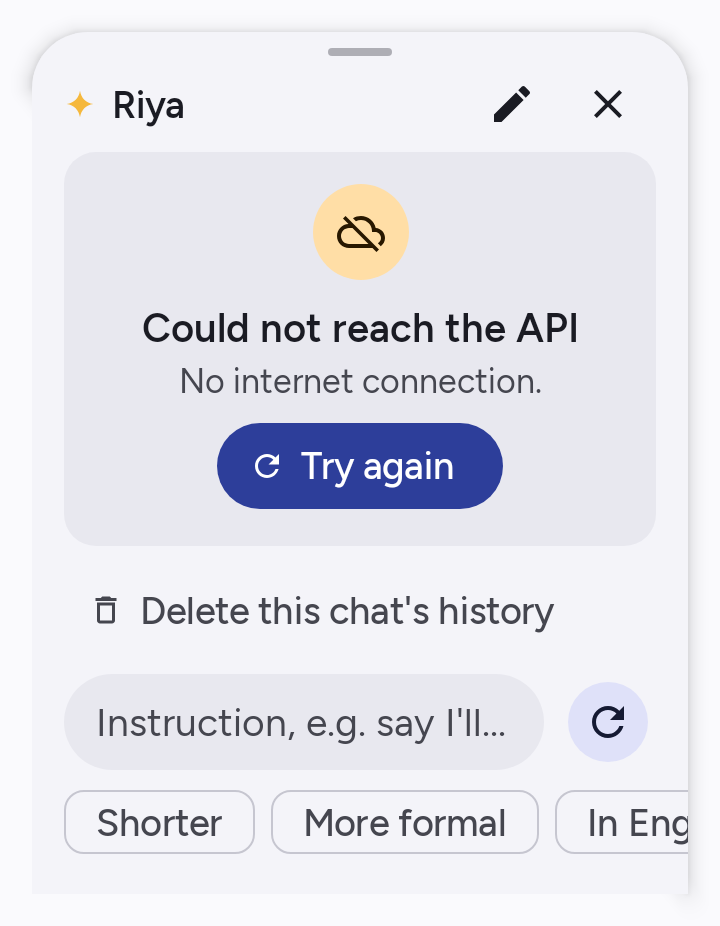 Riya
Could not reach the API
No internet connection.
Try again
Delete this chat's history
Instruction, e.g. say I'll...
Shorter
More formal
In Eng